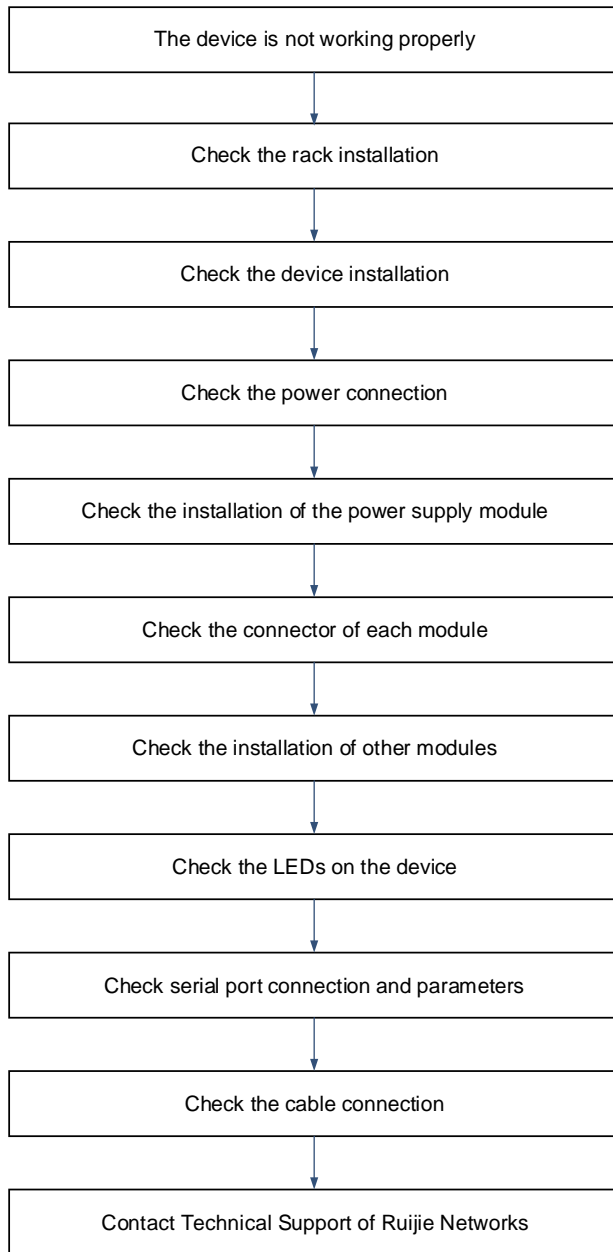 The device is not working properly
Check the rack installation
Check the device installation
Check the power connection
Check the installation of the power supply module
Check the connector of each module
Check the installation of other modules
Check the LEDs on the device
Check serial port connection and parameters
Check the cable connection
Contact Technical Support of Ruijie Networks